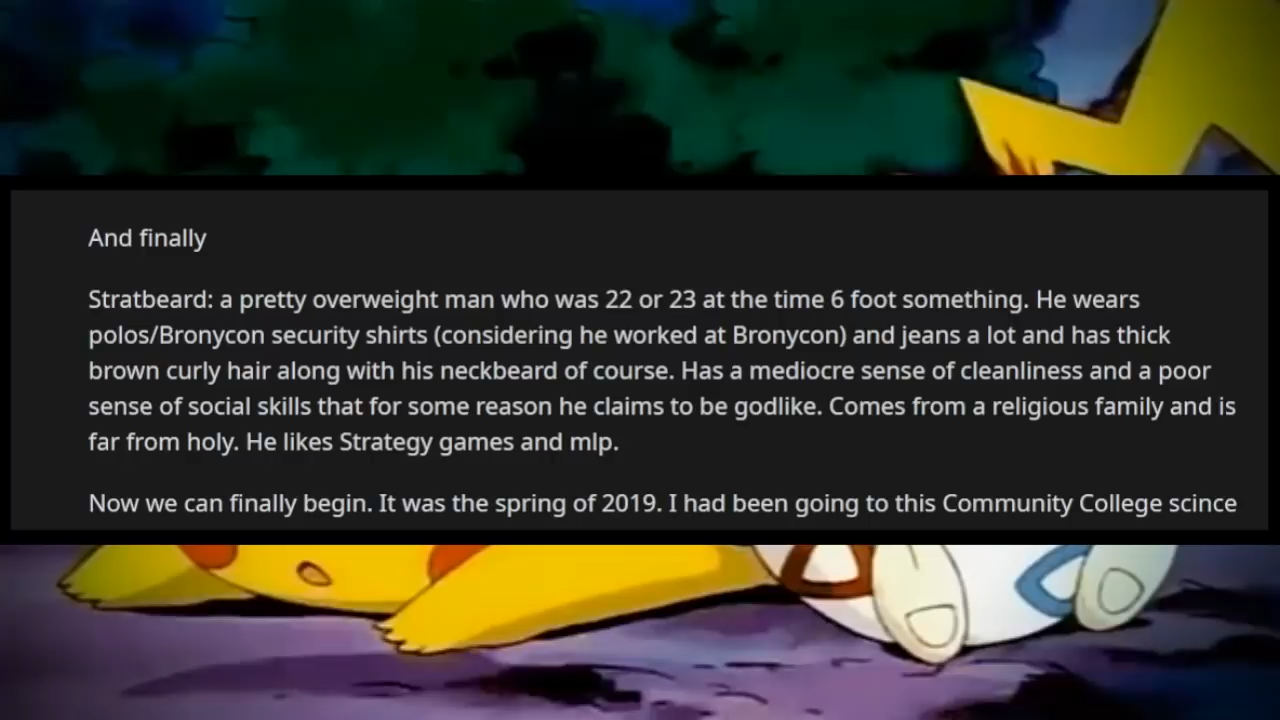 And finally
Stratbeard: a pretty overweight man who was 22 or 23 at the time 6 foot something. He wears
polos/Bronycon security shirts (considering he worked at Bronycon) and jeans a lot and has thick
brown curly hair along with his neckbeard of course. Has a mediocre sense of cleanliness and a poor
sense of social skills that for some reason he claims to be godlike. Comes from a religious family and is
far from holy. He likes Strategy games and mlp.
Now we can finally begin. It was the spring of 2019. I had been going to this Community College scince